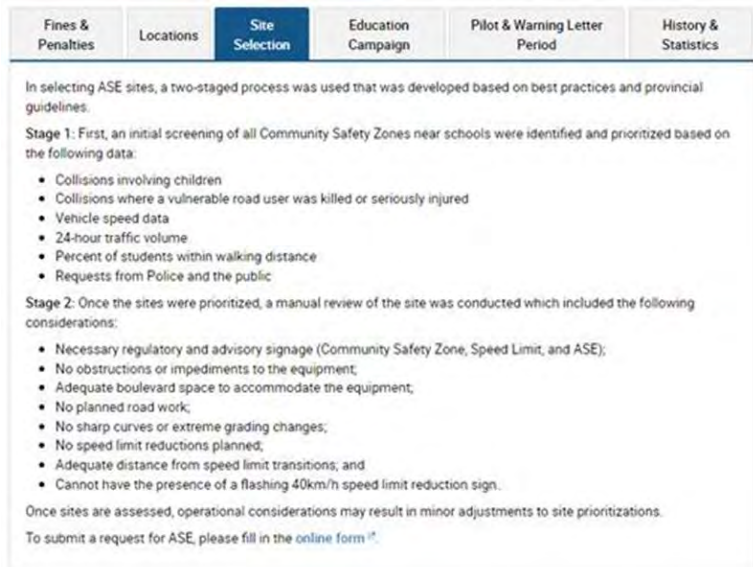 Fines & Penalties
Locations
Site Selection
Education Campaign
Pilot & Warning Letter Period
History & Statistics
In selecting ASE sites, a two-staged process was used that was developed based on best practices and provincial
guidelines.
Stage 1: First, an initial screening of all Community Safety Zones near schools were identified and prioritized based on
the following data:
• Collisions involving children
• Collisions where a vulnerable road user was killed or seriously injured
• Vehicle speed data
• 24-hour traffic volume
• Percent of students within walking distance
• Requests from Police and the public
Stage 2: Once the sites were prioritized, a manual review of the site was conducted which included the following
considerations:
• Necessary regulatory and advisory signage (Community Safety Zone, Speed Limit, and ASE);
• No obstructions or impediments to the equipment;
• Adequate boulevard space to accommodate the equipment;
• No planned road work;
• No sharp curves or extreme grading changes;
• No speed limit reductions planned;
• Adequate distance from speed limit transitions; and
• Cannot have the presence of a flashing 40km/h speed limit reduction sign.
Once sites are assessed, operational considerations may result in minor adjustments to site prioritizations.
To submit a request for ASE, please fill in the online form.